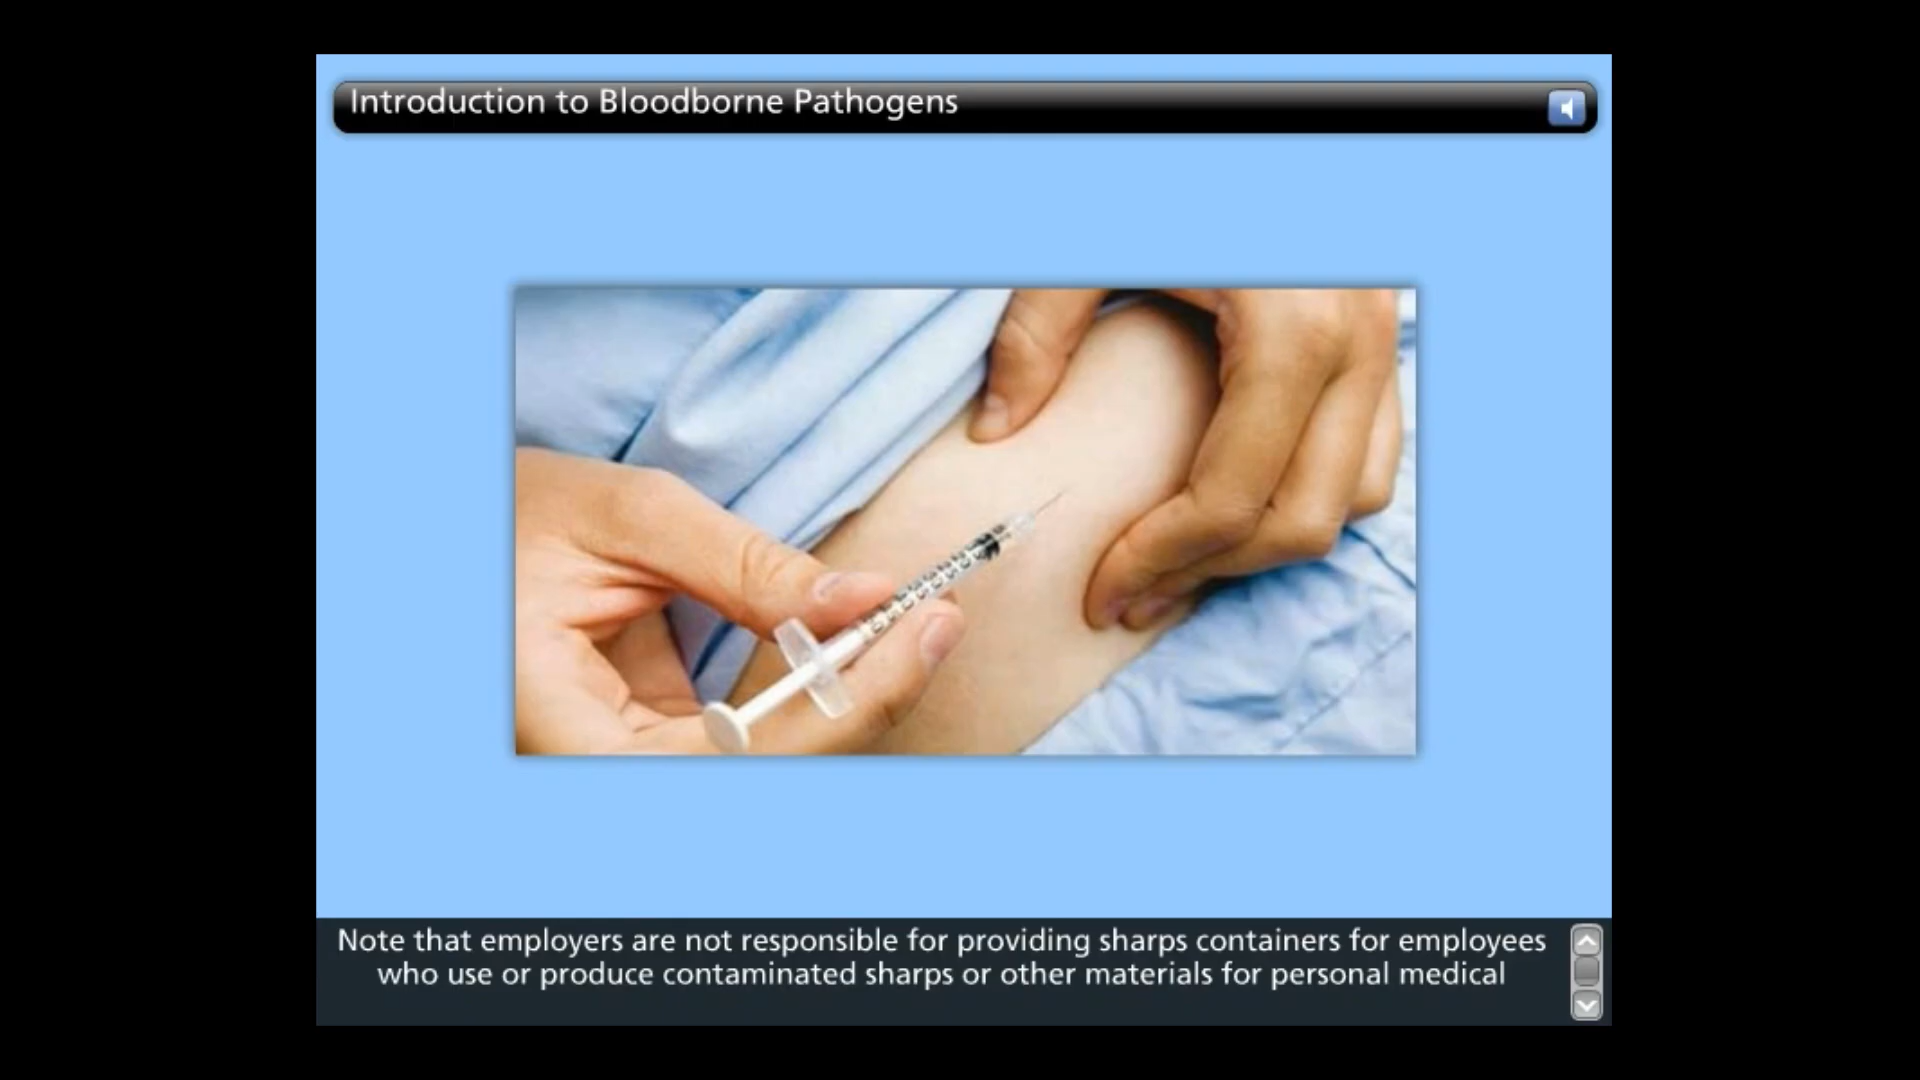 Introduction to Bloodborne Pathogens
Note that employers are not responsible for providing sharps containers for employees
who use or produce contaminated sharps or other materials for personal medical